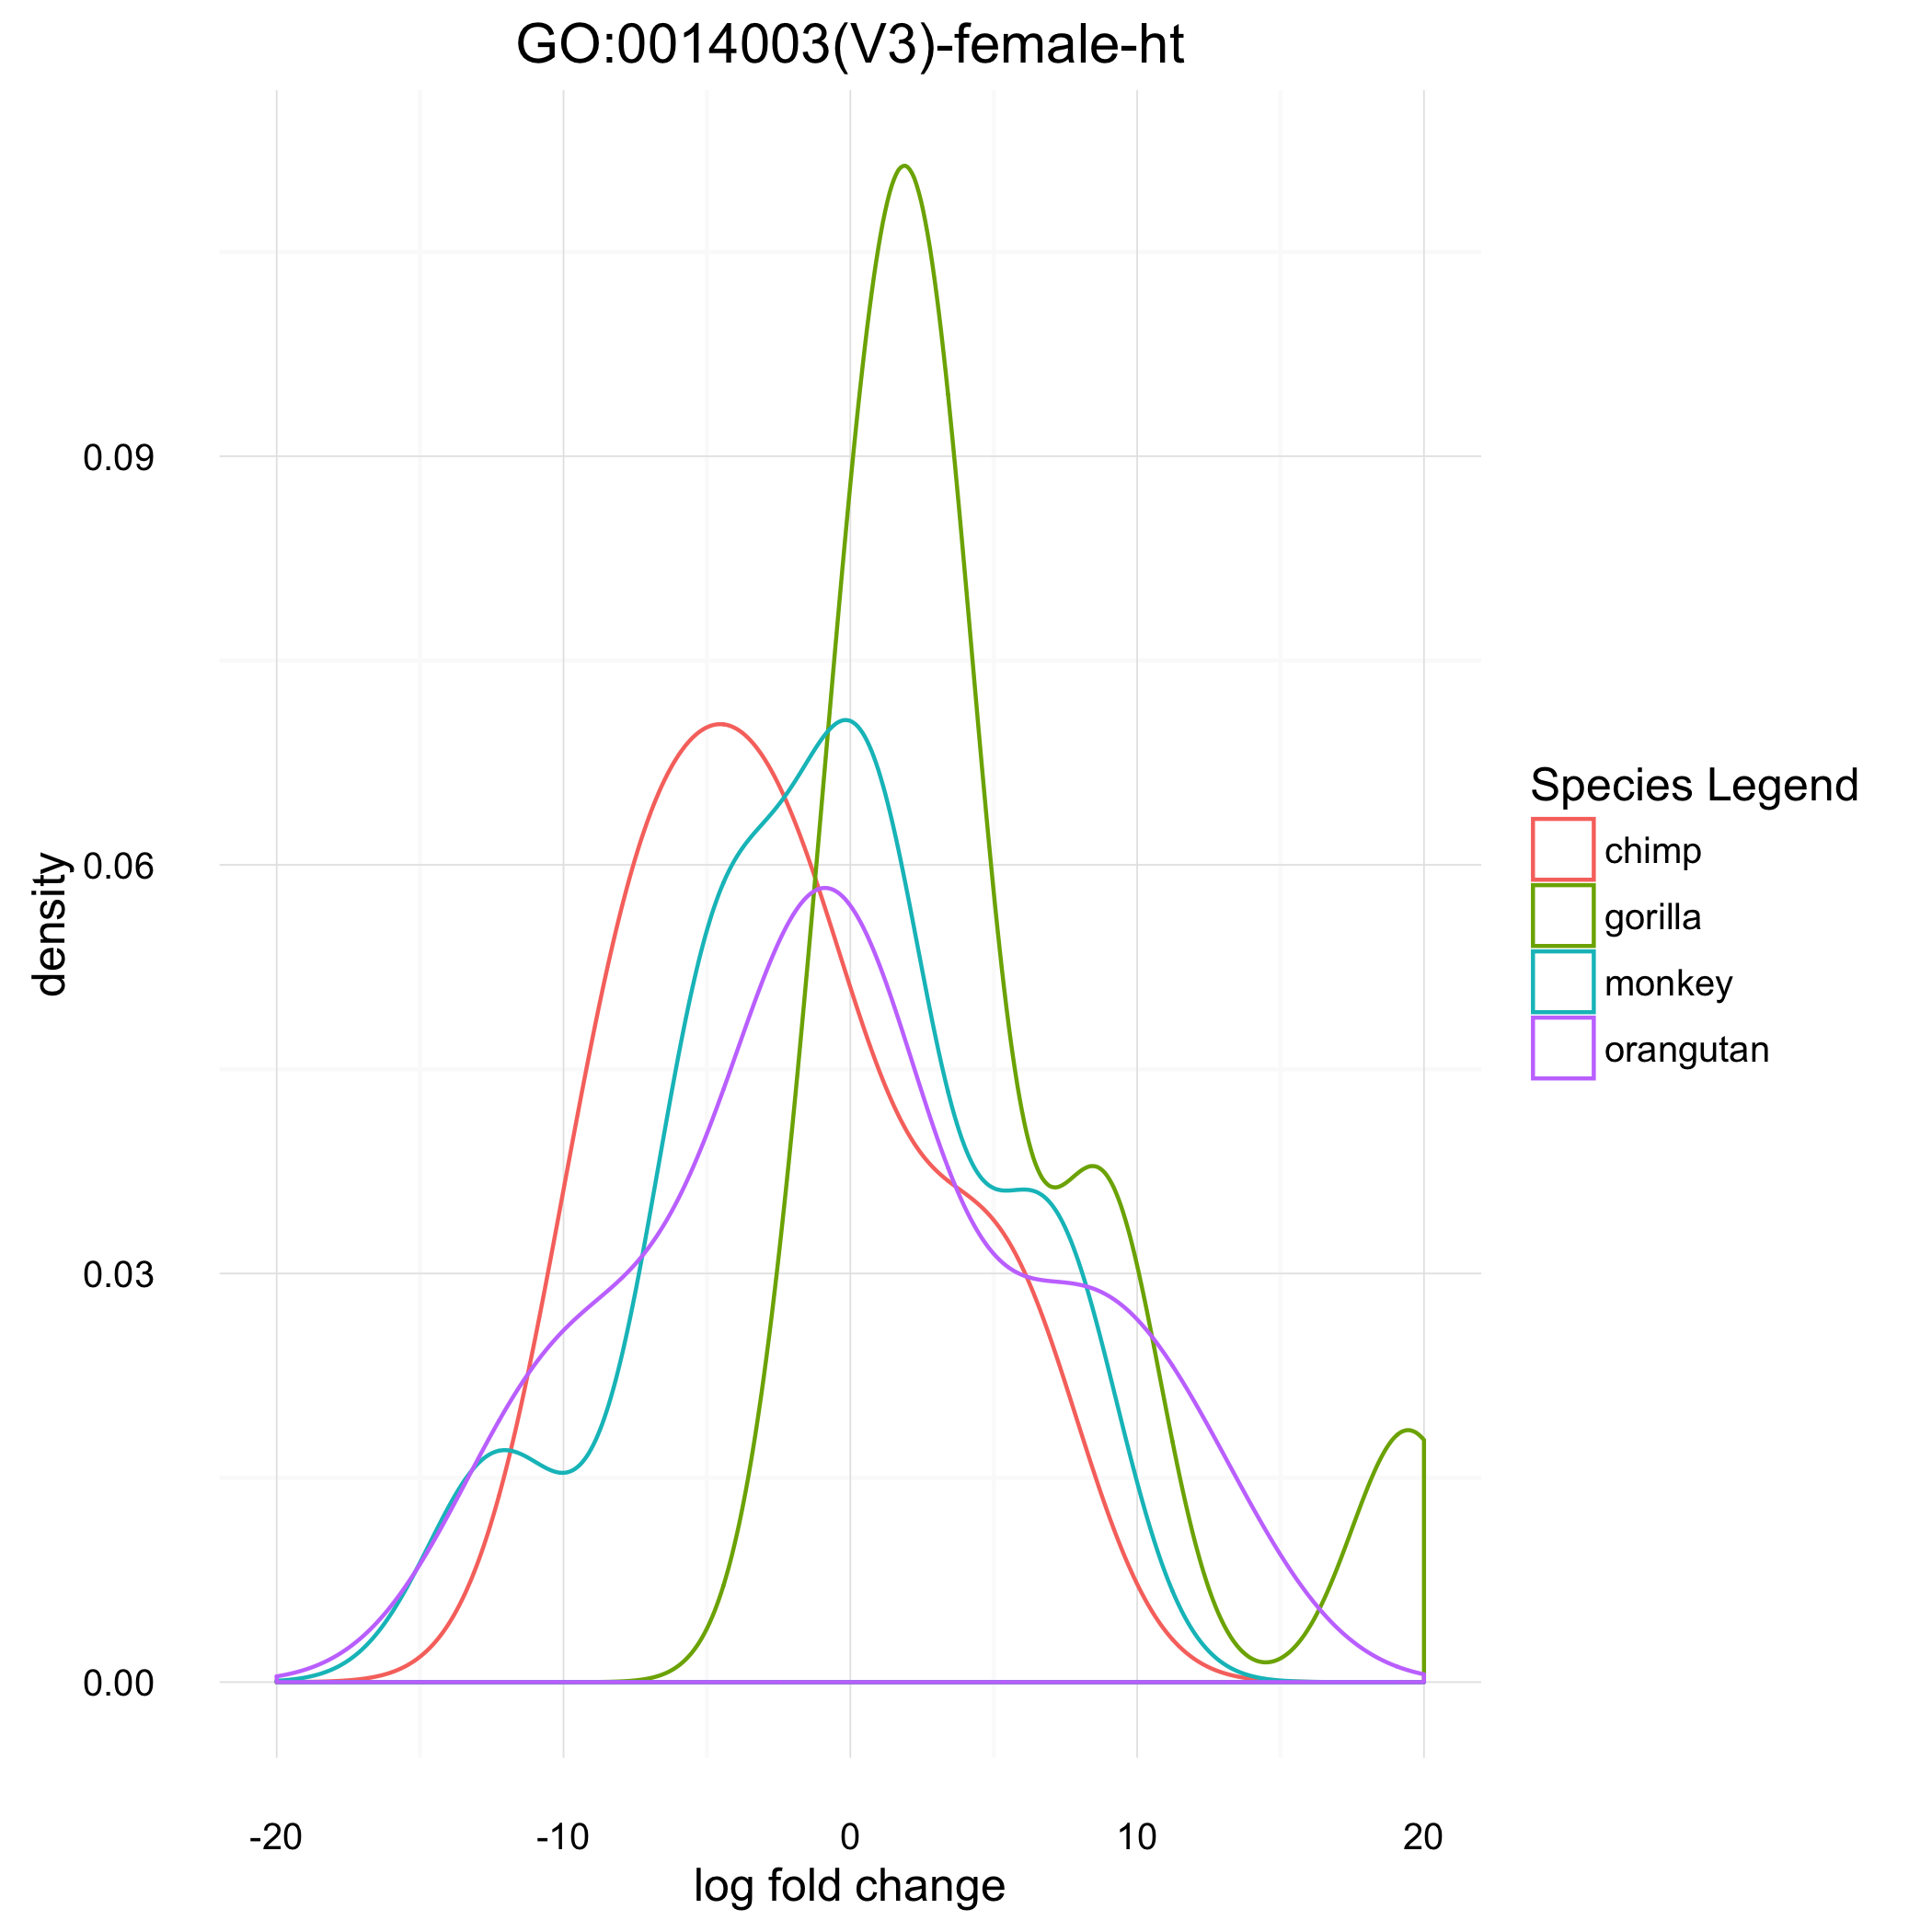 GO:0014003(V3)-female-ht
0.09
0.06
0.03
0.00
density
-20 -10 0 10 20
log fold change
Species Legend
chimp
gorilla
monkey
orangutan